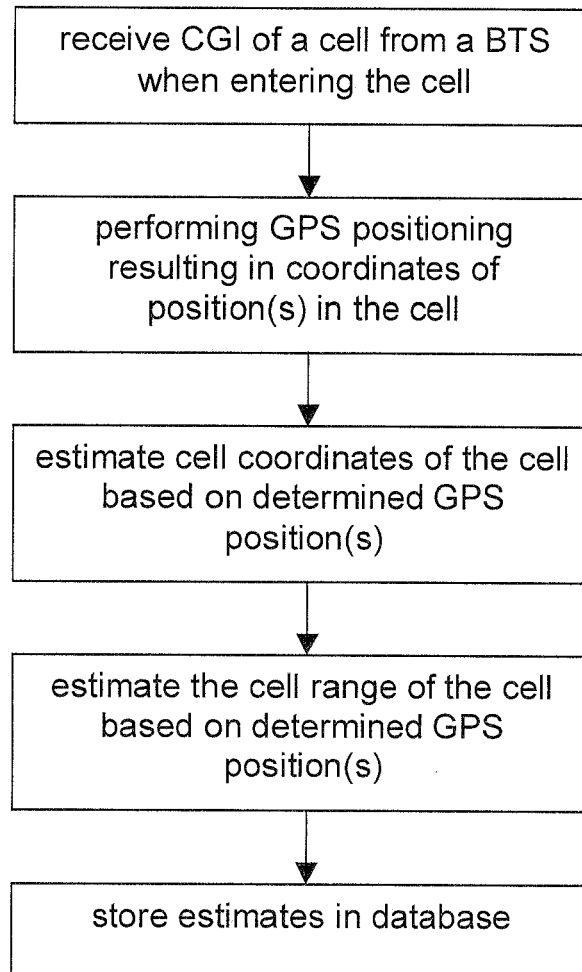 receive CGI of a cell from a BTS
when entering the cell
performing GPS positioning
resulting in coordinates of
position(s) in the cell
estimate cell coordinates of the cell
based on determined GPS
position(s)
estimate the cell range of the cell
based on determined GPS
position(s)
store estimates in database